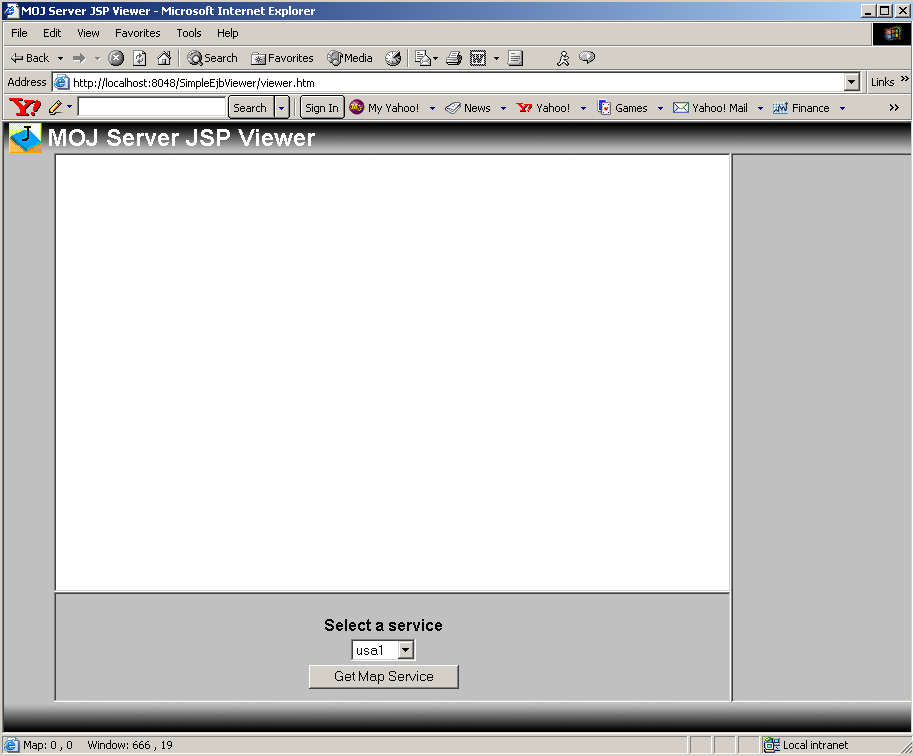 MOJ Server JSP Viewer - Microsoft Internet Explorer
File Edit View Favorites Tools Help
Back Search Favorites Media
Address http://localhost:8048/SimpleEjbViewer/viewer.htm Links »
Y! Search Sign In My Yahoo! News Y! Yahoo! Games Yahoo! Mail Finance »
MOJ Server JSP Viewer
Select a service
usa1
Get Map Service
Map: 0 , 0 Window: 666 , 19 Local intranet